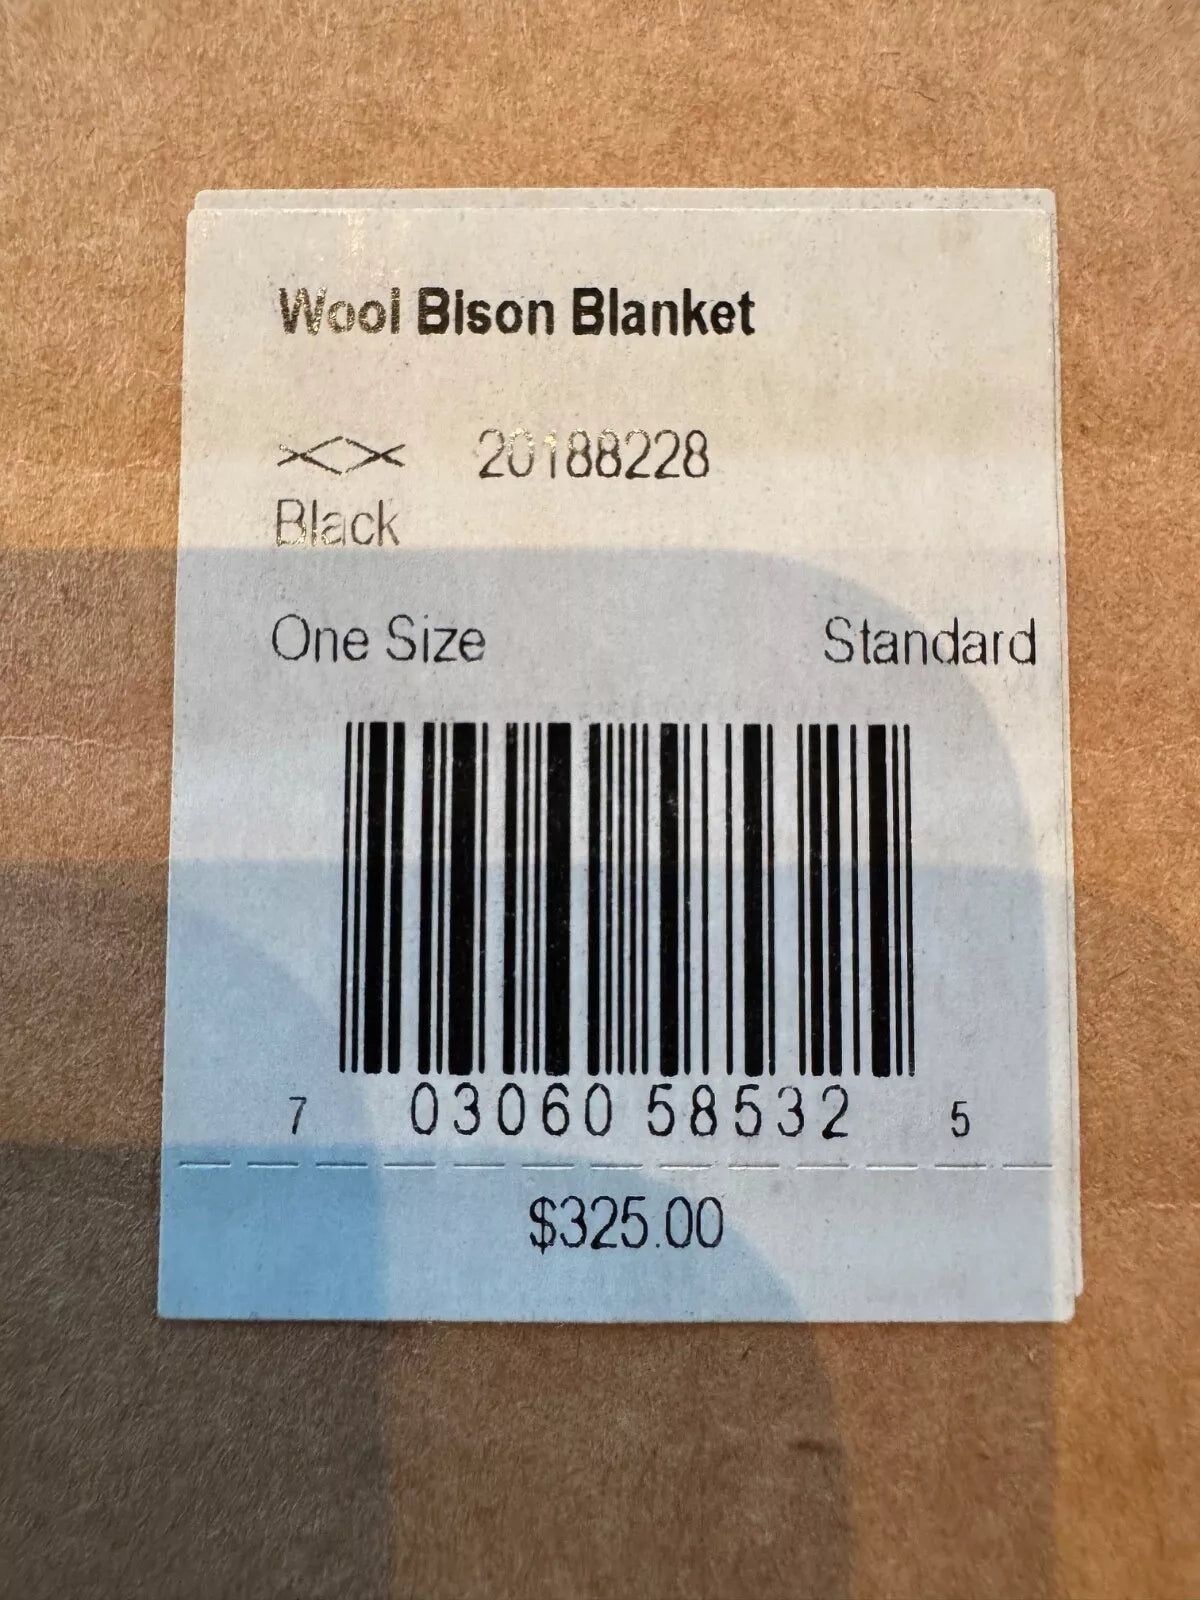 Wool Bison Blanket
20188228
Black
One Size Standard
7 03060 58532 5
$325.00